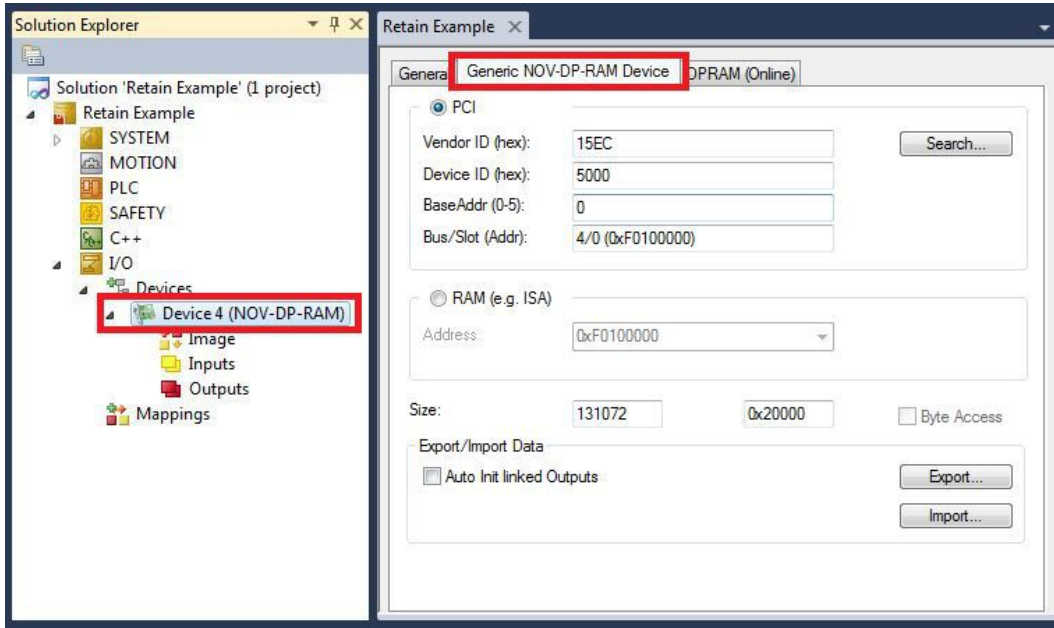 Solution Explorer
Solution 'Retain Example' (1 project)
Retain Example
SYSTEM
MOTION
PLC
SAFETY
C++
I/O
Devices
Device 4 (NOV-DP-RAM)
Image
Inputs
Outputs
Mappings
Retain Example
Genera Generic NOV-DP-RAM Device DPRAM (Online)
PCI
Vendor ID (hex): 15EC Search...
Device ID (hex): 5000
BaseAddr (0-5): 0
Bus/Slot (Addr): 4/0 (0xF0100000)
RAM (e.g. ISA)
Address 0xF0100000
Size: 131072 0x20000 Byte Access
Export/Import Data
Auto Init linked Outputs Export...
Import...